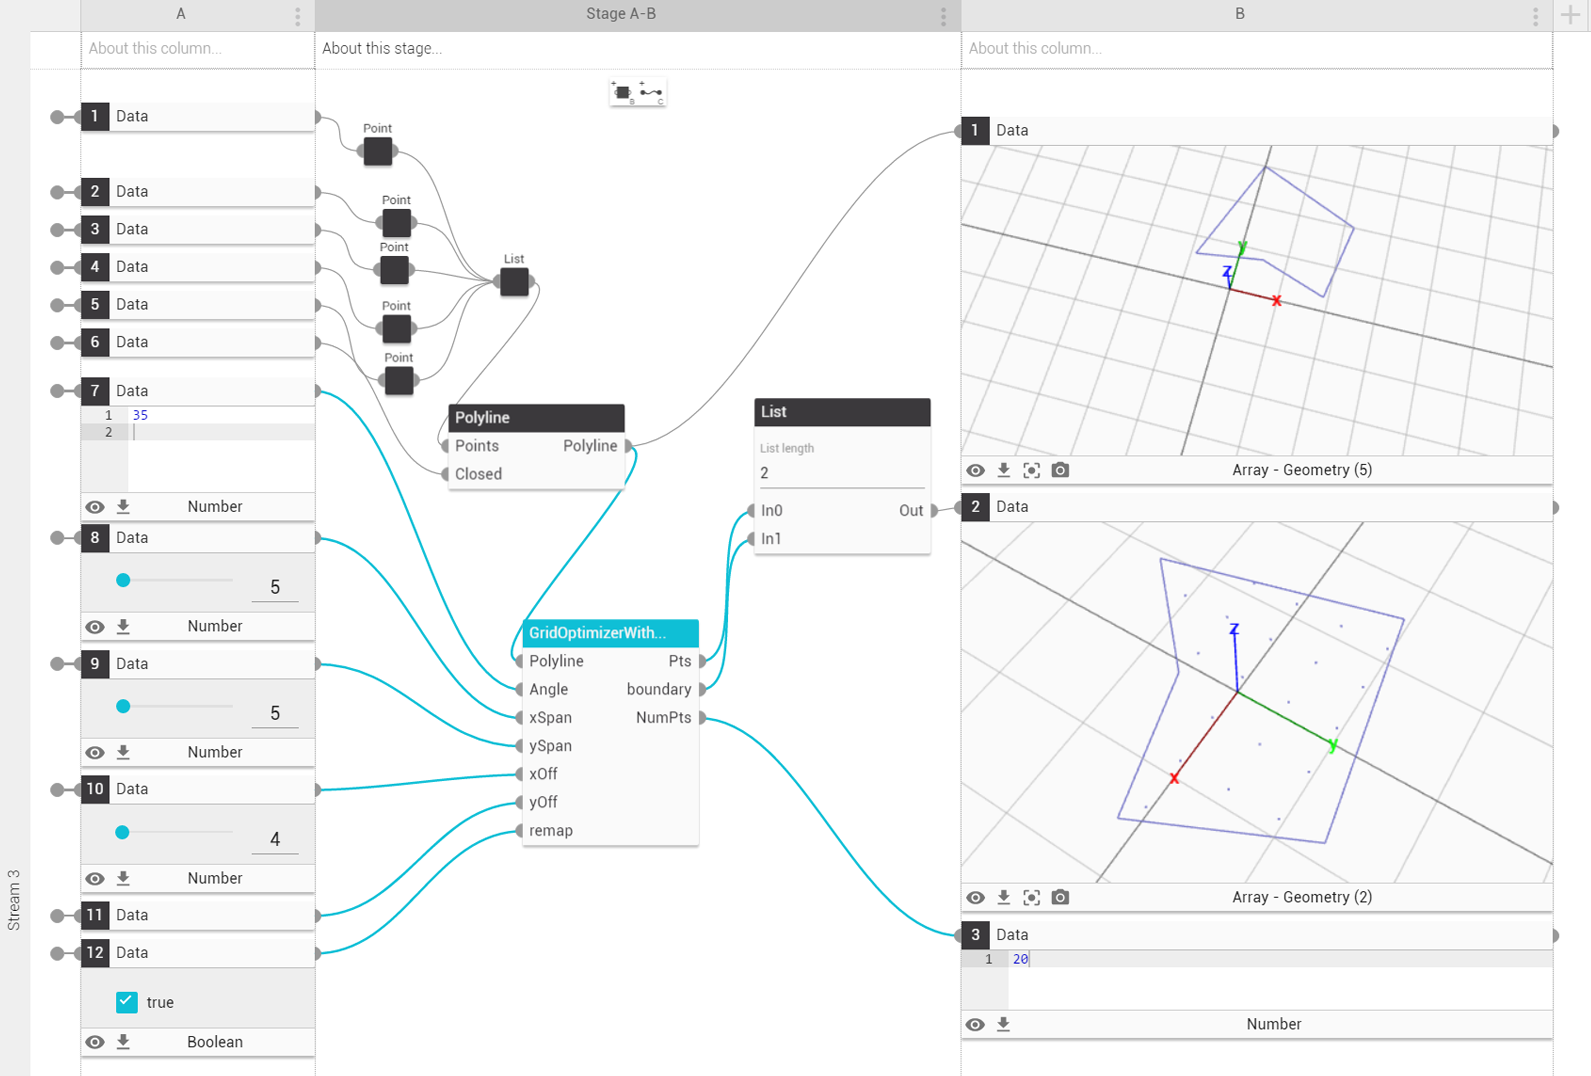 A
Stage A-B
B
About this column...
About this stage...
About this column...
B
C
1 Data
2 Data
3 Data
4 Data
5 Data
6 Data
7 Data
1 35
2
Number
8 Data
5
Number
9 Data
5
Number
10 Data
4
Number
11 Data
12 Data
true
Boolean
Stream 3
Point
Point
Point
Point
Point
List
Polyline
Points Polyline
Closed
List
List length
2
In0 Out
In1
GridOptimizerWith...
Polyline Pts
Angle boundary
xSpan NumPts
ySpan
xOff
yOff
remap
1 Data
y
z
x
Array - Geometry (5)
2 Data
z
y
x
Array - Geometry (2)
3 Data
1 20
Number